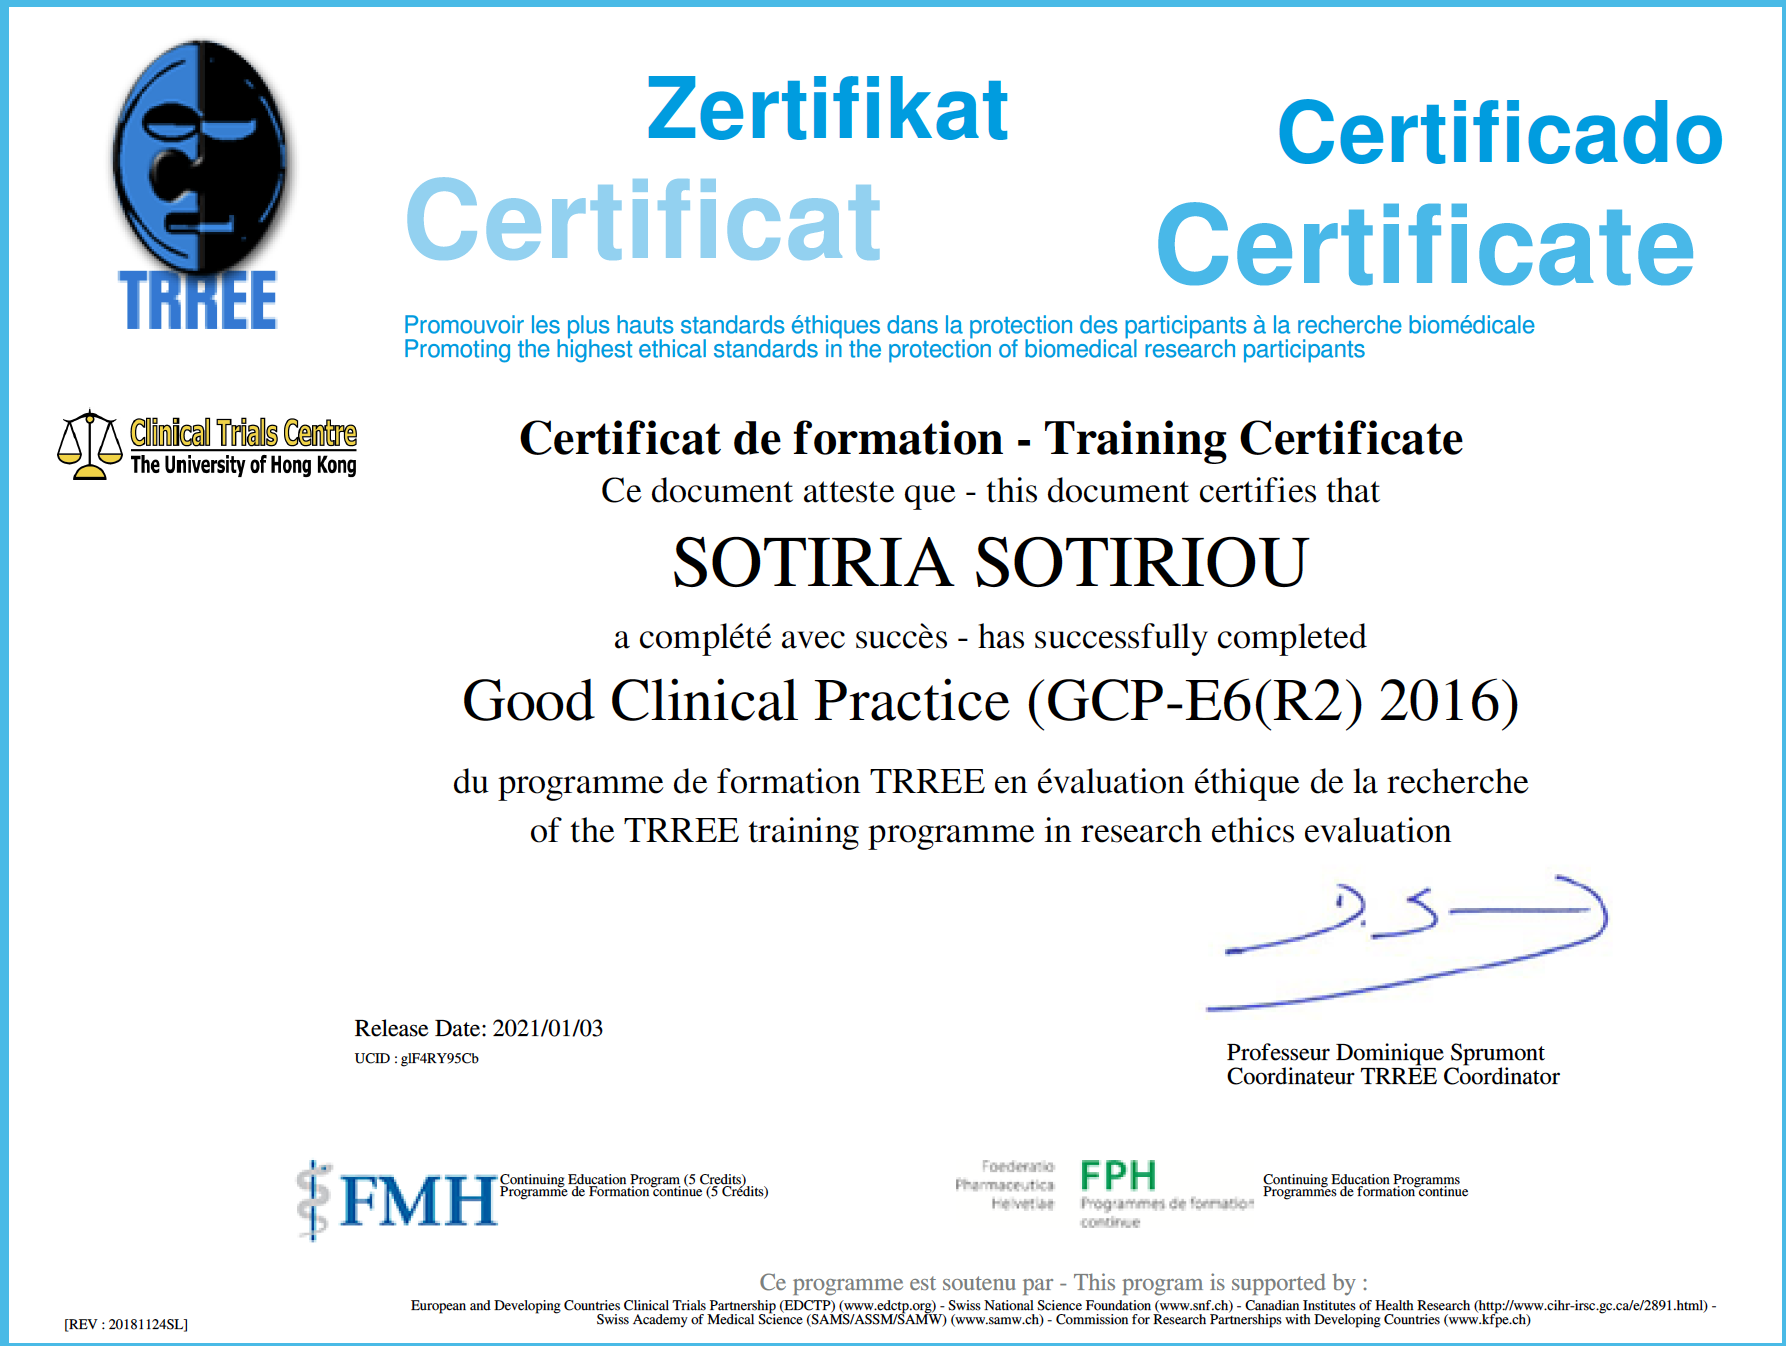 Zertifikat
Certificado
Certificat
Certificate
TRREE
Promouvoir les plus hauts standards éthiques dans la protection des participants à la recherche biomédicale
Promoting the highest ethical standards in the protection of biomedical research participants
Clinical Trials Centre
The University of Hong Kong
Certificat de formation - Training Certificate
Ce document atteste que - this document certifies that
SOTIRIA SOTIRIOU
a complété avec succès - has successfully completed
Good Clinical Practice (GCP-E6(R2) 2016)
du programme de formation TRREE en évaluation éthique de la recherche
of the TRREE training programme in research ethics evaluation
D. S
Release Date: 2021/01/03
UCID : glF4RY95Cb
Professeur Dominique Sprumont
Coordinateur TRREE Coordinator
FMH
Continuing Education Program (5 Credits)
Programme de Formation continue (5 Crédits)
Foederatio
Pharmaceutica
Helvetiae
FPH
Programmes de formation
continue
Continuing Education Programs
Programmes de formation continue
Ce programme est soutenu par - This program is supported by :
European and Developing Countries Clinical Trials Partnership (EDCTP) (www.edctp.org) - Swiss National Science Foundation (www.snf.ch) - Canadian Institutes of Health Research (http://www.cihr-irsc.gc.ca/e/2891.html) -
Swiss Academy of Medical Science (SAMS/ASSM/SAMW) (www.samw.ch) - Commission for Research Partnerships with Developing Countries (www.kfpe.ch)
[REV : 20181124SL]